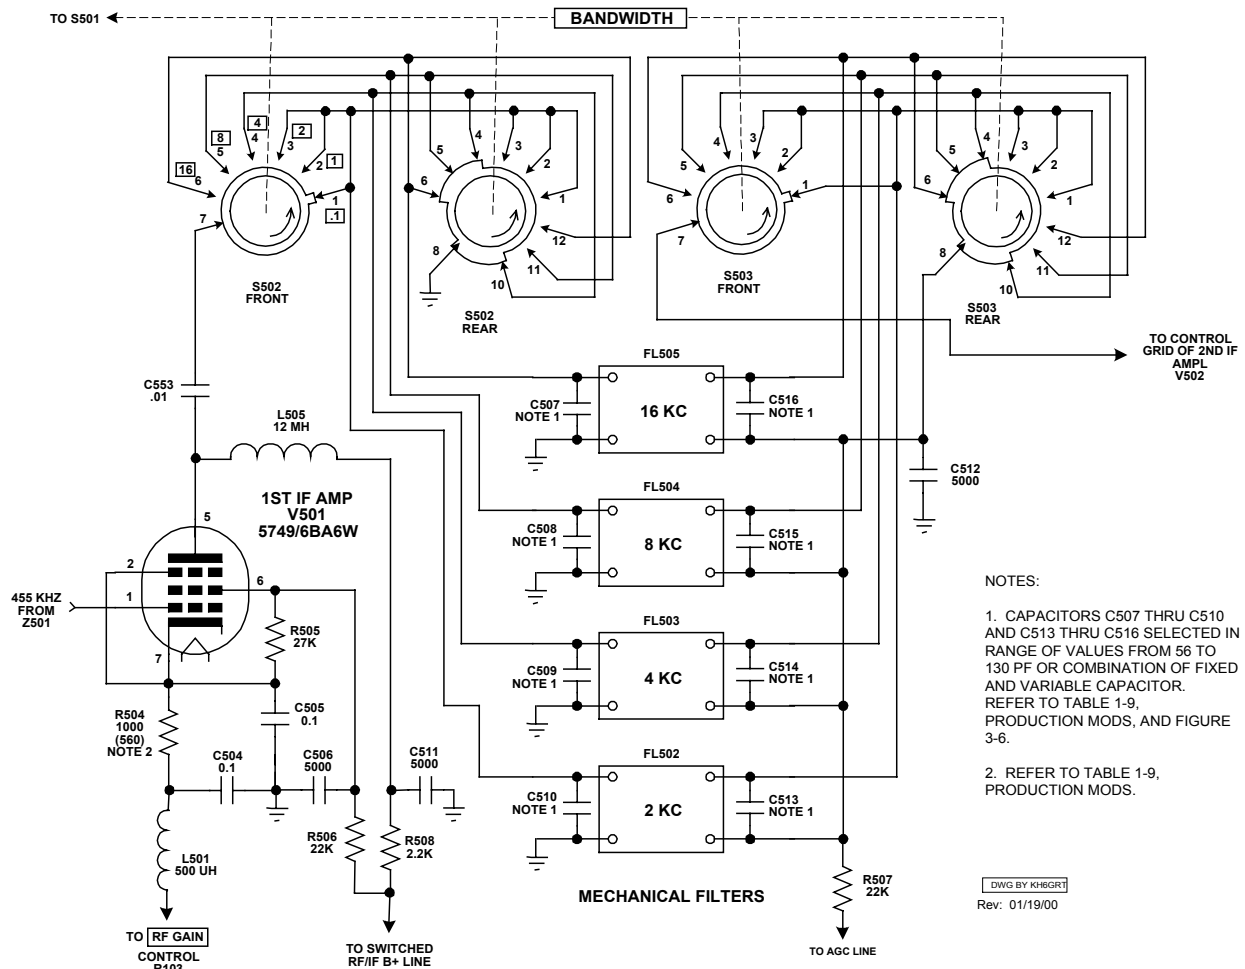 TO S501
BANDWIDTH
16
8
4
2
1
.1
7
6
5
4
3
2
1
S502
FRONT
8
6
5
4
3
2
1
12
11
10
S502
REAR
7
6
5
4
3
2
1
S503
FRONT
8
6
5
4
3
2
1
12
11
10
S503
REAR
TO CONTROL
GRID OF 2ND IF
AMPL
V502
C553
.01
L505
12 MH
1ST IF AMP
V501
5749/6BA6W
5
2
1
6
7
455 KHZ
FROM
Z501
R505
27K
R504
1000
(560)
NOTE 2
C505
0.1
C504
0.1
C506
5000
C511
5000
L501
500 UH
R506
22K
R508
2.2K
TO RF GAIN
CONTROL
R103
TO SWITCHED
RF/IF B+ LINE
FL505
C507
NOTE 1
16 KC
C516
NOTE 1
C512
5000
FL504
C508
NOTE 1
8 KC
C515
NOTE 1
FL503
C509
NOTE 1
4 KC
C514
NOTE 1
FL502
C510
NOTE 1
2 KC
C513
NOTE 1
MECHANICAL FILTERS
R507
22K
TO AGC LINE
NOTES:
1. CAPACITORS C507 THRU C510
AND C513 THRU C516 SELECTED IN
RANGE OF VALUES FROM 56 TO
130 PF OR COMBINATION OF FIXED
AND VARIABLE CAPACITOR.
REFER TO TABLE 1-9,
PRODUCTION MODS, AND FIGURE
3-6.
2. REFER TO TABLE 1-9,
PRODUCTION MODS.
DWG BY KH6GRT
Rev: 01/19/00